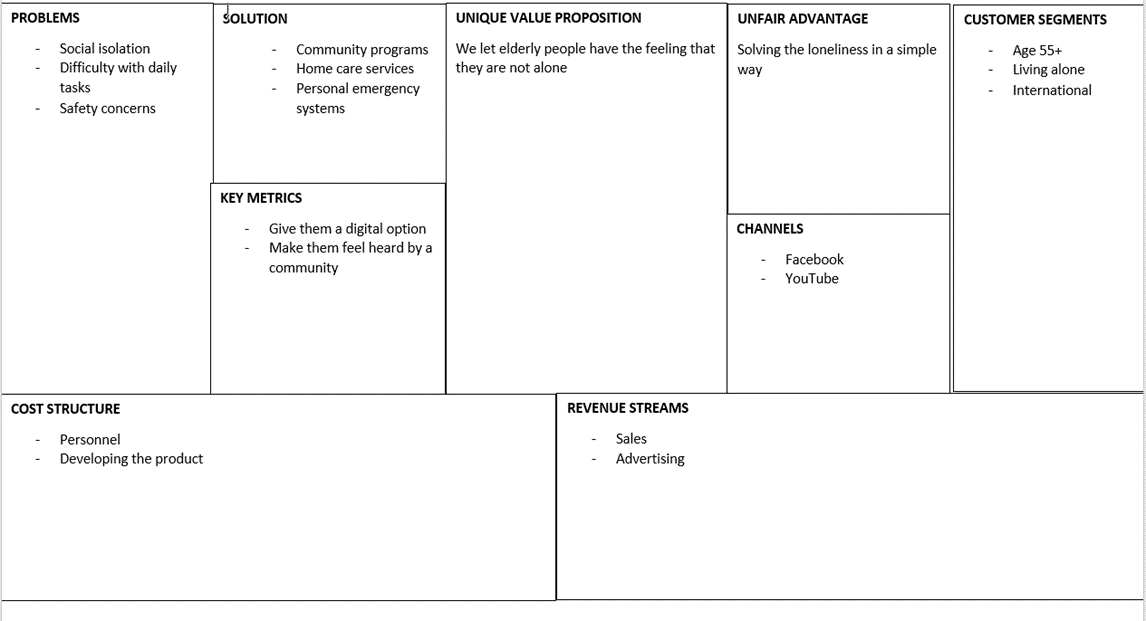 PROBLEMS
- Social isolation
- Difficulty with daily
tasks
- Safety concerns
SOLUTION
- Community programs
- Home care services
- Personal emergency
systems
KEY METRICS
- Give them a digital option
- Make them feel heard by a
community
UNIQUE VALUE PROPOSITION
We let elderly people have the feeling that
they are not alone
UNFAIR ADVANTAGE
Solving the loneliness in a simple
way
CHANNELS
- Facebook
- YouTube
CUSTOMER SEGMENTS
- Age 55+
- Living alone
- International
COST STRUCTURE
- Personnel
- Developing the product
REVENUE STREAMS
- Sales
- Advertising